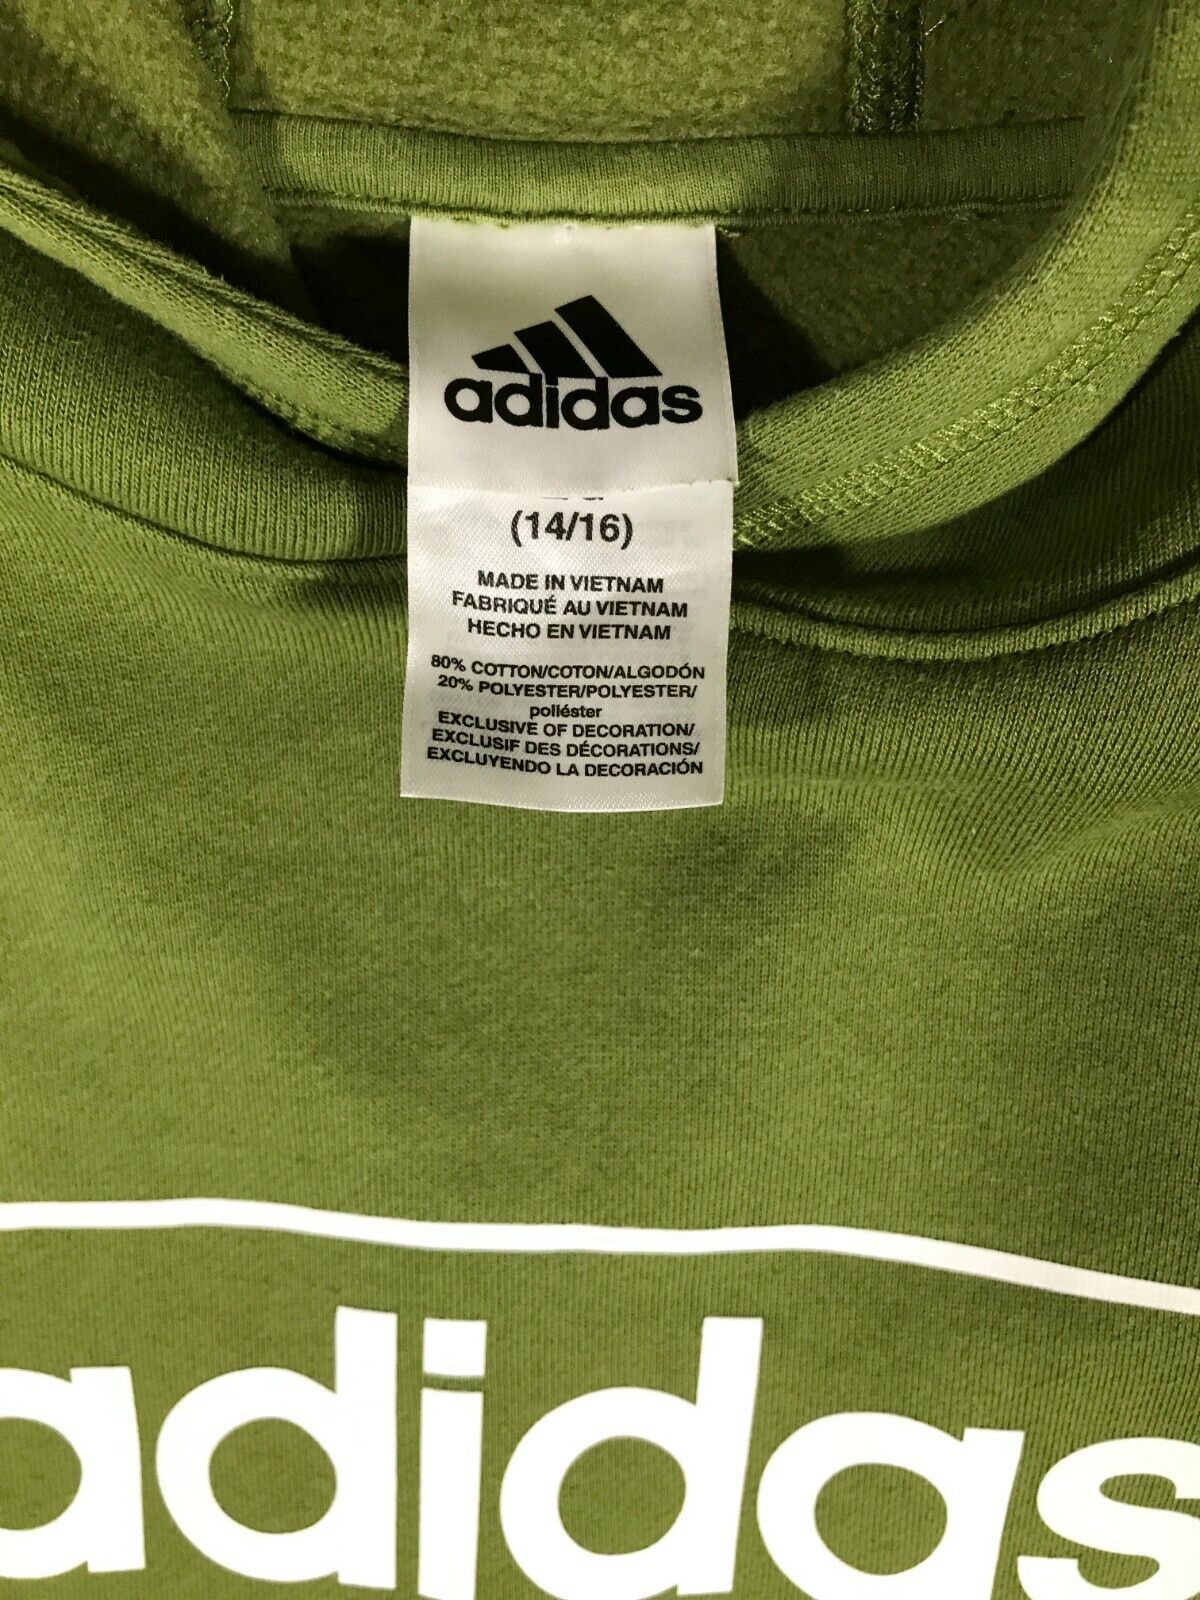 adidas
(14/16)
MADE IN VIETNAM
FABRIQUÉ AU VIETNAM
HECHO EN VIETNAM
80% COTTON/COTON/ALGODÓN
20% POLYESTER/POLYESTER/
poliéster
EXCLUSIVE OF DECORATION/
EXCLUSIF DES DÉCORATIONS/
EXCLUYENDO LA DECORACIÓN
adidas